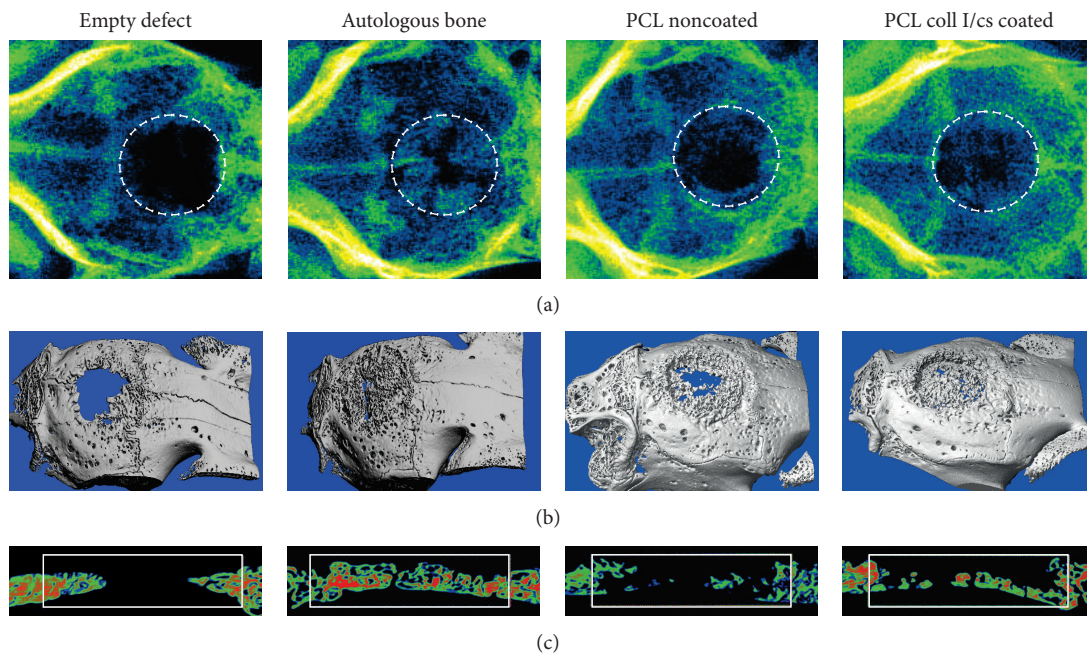 Empty defect
Autologous bone
PCL noncoated
PCL coll I/cs coated
(a)
(b)
(c)